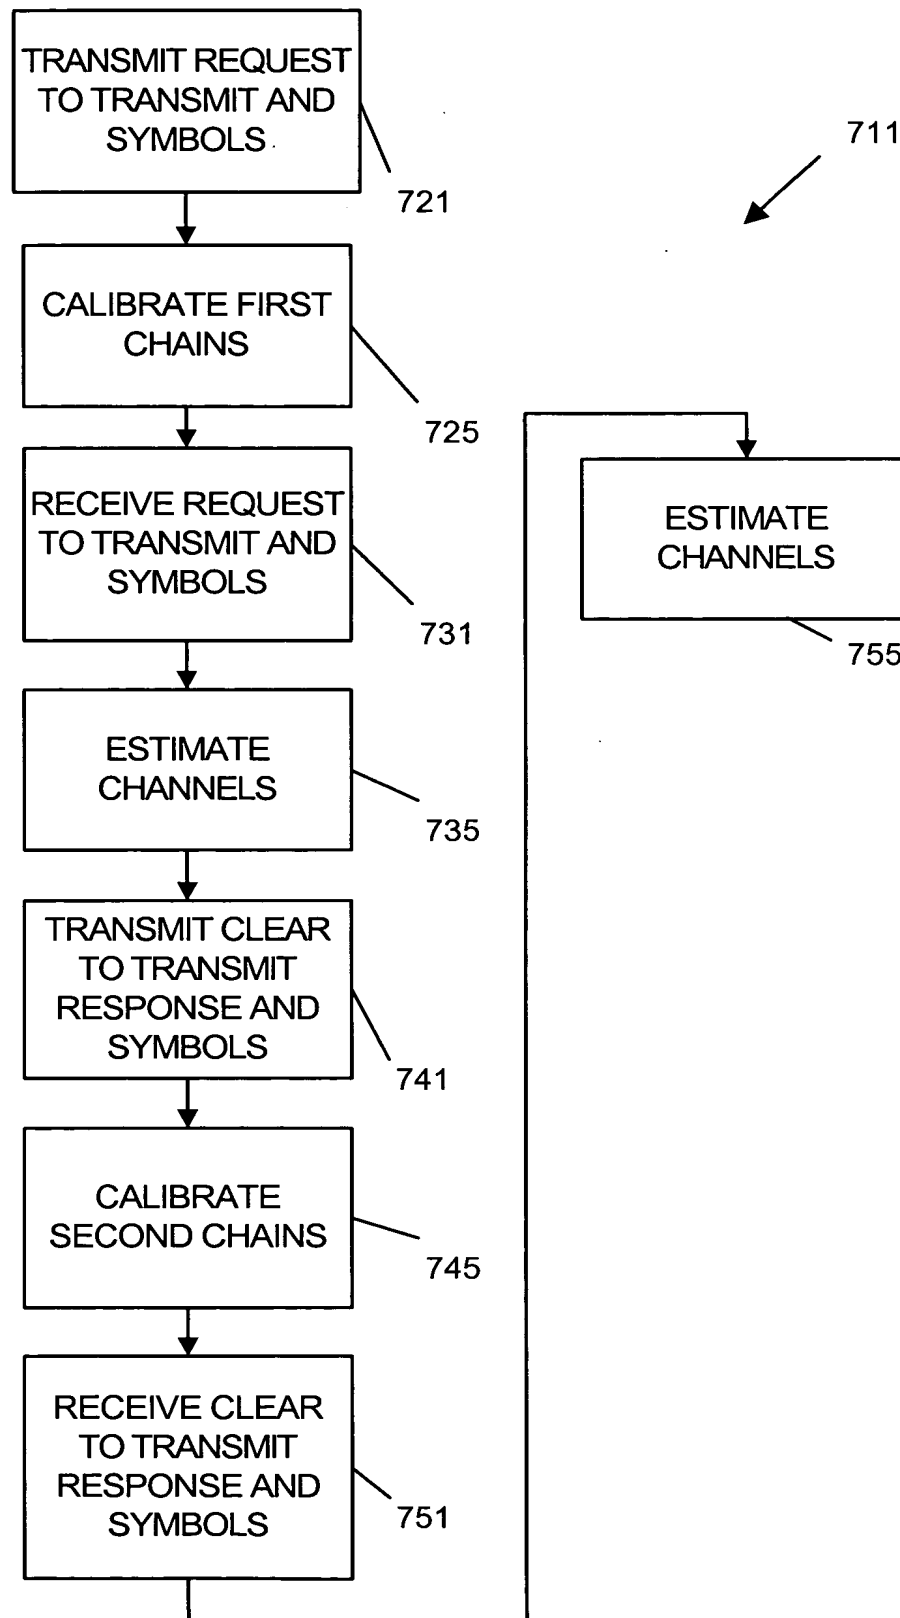 TRANSMIT REQUEST
TO TRANSMIT AND
SYMBOLS
721
711
CALIBRATE FIRST
CHAINS
725
RECEIVE REQUEST
TO TRANSMIT AND
SYMBOLS
731
ESTIMATE
CHANNELS
735
TRANSMIT CLEAR
TO TRANSMIT
RESPONSE AND
SYMBOLS
741
CALIBRATE
SECOND CHAINS
745
RECEIVE CLEAR
TO TRANSMIT
RESPONSE AND
SYMBOLS
751
ESTIMATE
CHANNELS
755